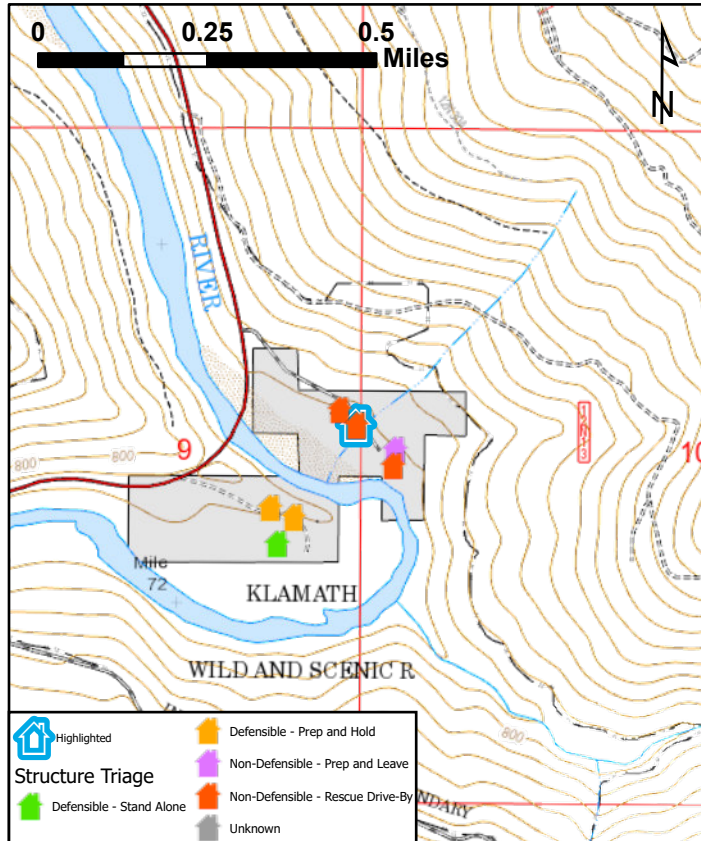 0 0.25 0.5
Miles
N
RIVER
9
10
800
800
Mile
72
KLAMATH
WILD AND SCENIC R
800
NDARY
Highlighted
Structure Triage
Defensible - Stand Alone
Defensible - Prep and Hold
Non-Defensible - Prep and Leave
Non-Defensible - Rescue Drive-By
Unknown